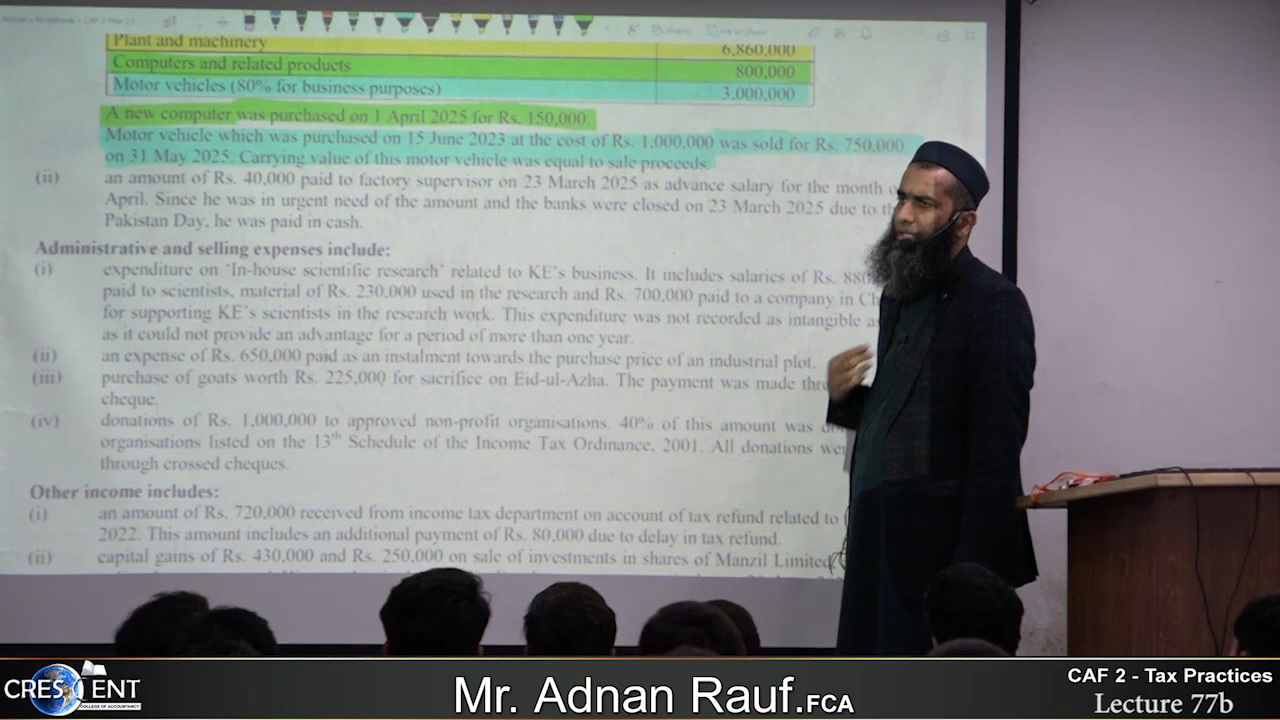 Adnan's Notebook - CAF 2 Mar 25
Plant and machinery 6,860,000
Computers and related products 800,000
Motor vehicles (80% for business purposes) 3,000,000
A new computer was purchased on 1 April 2025 for Rs. 150,000.
Motor vehicle which was purchased on 15 June 2023 at the cost of Rs. 1,000,000 was sold for Rs. 750,000
on 31 May 2025. Carrying value of this motor vehicle was equal to sale proceeds.
(ii) an amount of Rs. 40,000 paid to factory supervisor on 23 March 2025 as advance salary for the month
April. Since he was in urgent need of the amount and the banks were closed on 23 March 2025 due to
Pakistan Day, he was paid in cash.
Administrative and selling expenses include:
(i) expenditure on 'In-house scientific research' related to KE's business. It includes salaries of Rs.
paid to scientists, material of Rs. 230,000 used in the research and Rs. 700,000 paid to a company in
for supporting KE's scientists in the research work. This expenditure was not recorded as intangible
as it could not provide an advantage for a period of more than one year.
(ii) an expense of Rs. 650,000 paid as an instalment towards the purchase price of an industrial plot.
(iii) purchase of goats worth Rs. 225,000 for sacrifice on Eid-ul-Azha. The payment was made
cheque.
(iv) donations of Rs. 1,000,000 to approved non-profit organisations. 40% of this amount was
organisations listed on the 13th Schedule of the Income Tax Ordinance, 2001. All donations
through crossed cheques.
Other income includes:
(i) an amount of Rs. 720,000 received from income tax department on account of tax refund related to
2022. This amount includes an additional payment of Rs. 80,000 due to delay in tax refund.
(ii) capital gains of Rs. 430,000 and Rs. 250,000 on sale of investments in shares of Manzil Limited
CRESCENT
COLLEGE OF ACCOUNTANCY
Mr. Adnan Rauf.FCA
CAF 2 - Tax Practices
Lecture 77b